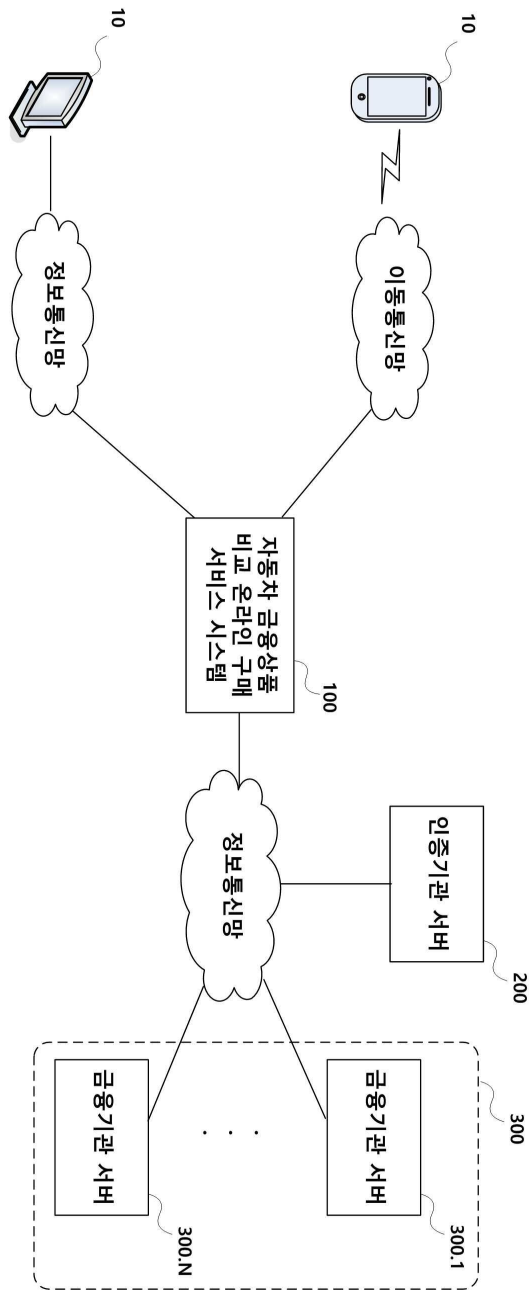 10
이동통신망
10
정보통신망
자동차 금융상품
비교 온라인 구매
서비스 시스템
100
정보통신망
인증기관 서버
200
300
금융기관 서버
300.1
. . .
금융기관 서버
300.N